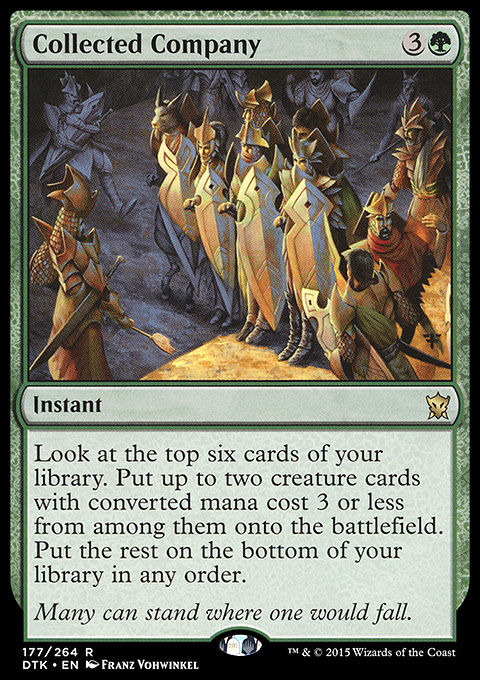 Collected Company 3
Instant
Look at the top six cards of your
library. Put up to two creature cards
with converted mana cost 3 or less
from among them onto the battlefield.
Put the rest on the bottom of your
library in any order.
Many can stand where one would fall.
177/264 R
DTK • EN Franz Vohwinkel
™ & © 2015 Wizards of the Coast